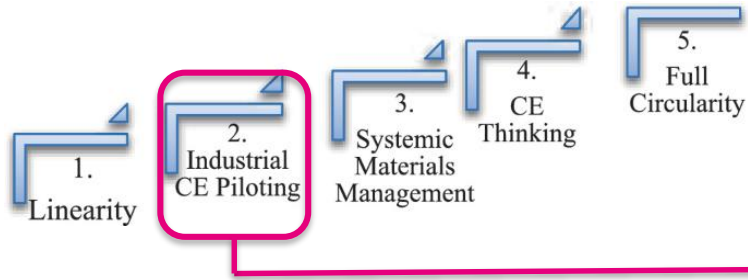 1.
Linearity
2.
Industrial
CE Piloting
3.
Systemic
Materials
Management
4.
CE
Thinking
5.
Full
Circularity